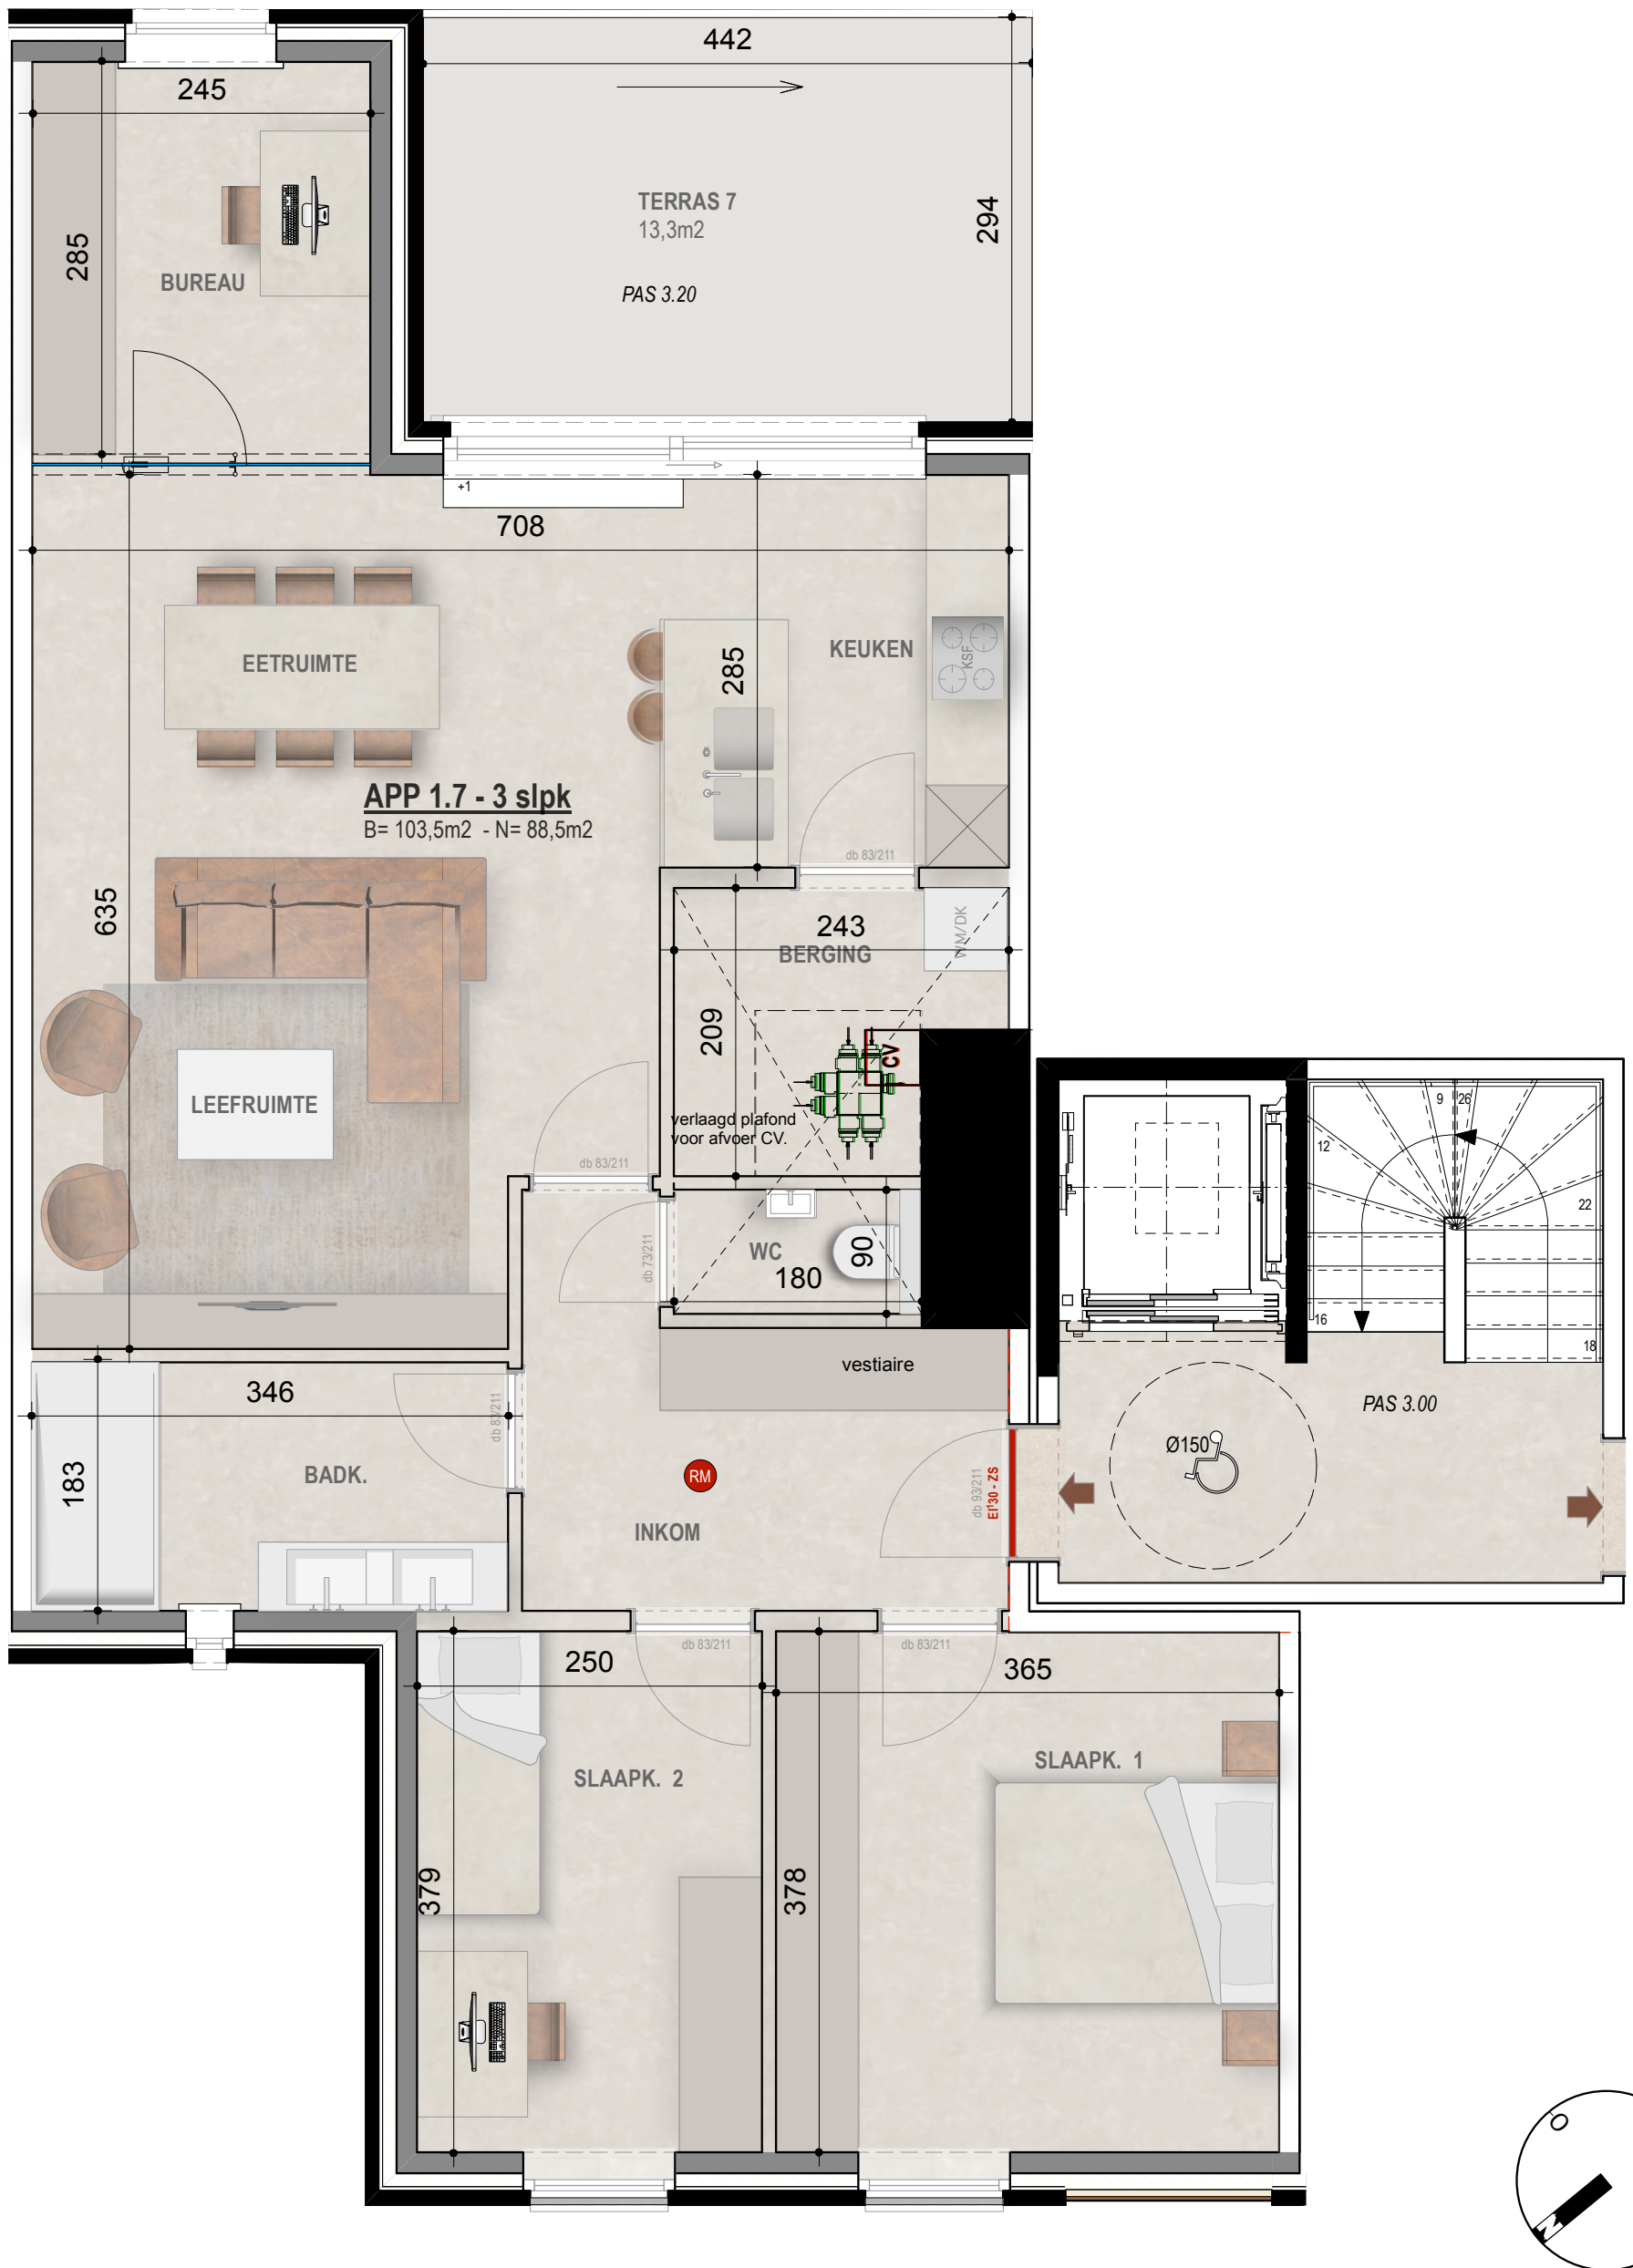 442
245
TERRAS 7
13,3m2
294
285
BUREAU
PAS 3.20
+1
708
EETRUIMTE
KEUKEN
KSF
285
APP 1.7 - 3 slpk
B= 103,5m2 - N= 88,5m2
db 83/211
635
243
BERGING
WM/DK
209
CV
LEEFRUIMTE
verlaagd plafond
voor afvoer CV.
9
26
12
22
db 83/211
db 73/211
WC
90
180
16
18
vestiaire
346
PAS 3.00
db 83/211
Ø150
183
BADK.
RM
db 93/211
EI¹30 - ZS
INKOM
db 83/211
db 83/211
250
365
SLAAPK. 1
SLAAPK. 2
379
378
O
N